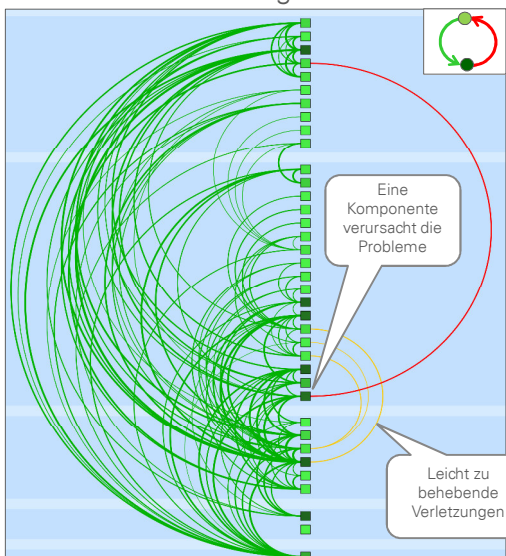 Eine
Komponente
verursacht die
Probleme
Leicht zu
behebende
Verletzungen